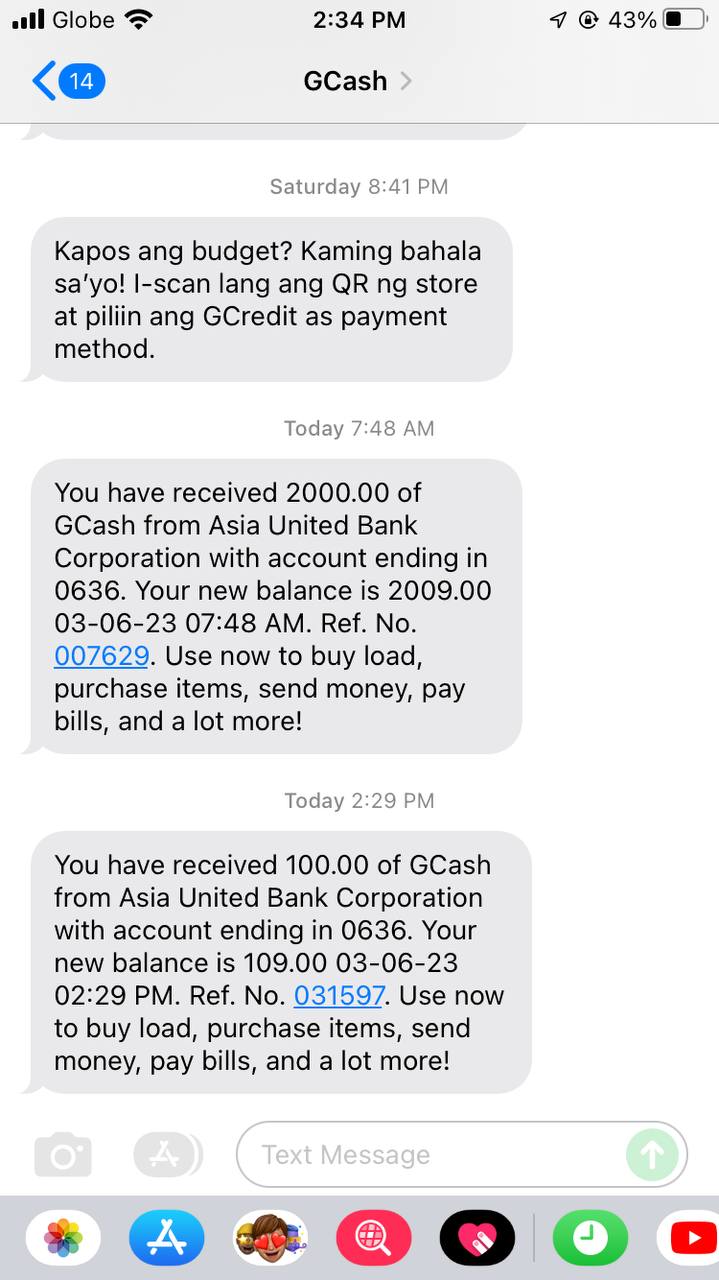 Globe
2:34 PM
43%
14
GCash
Saturday 8:41 PM
Kapos ang budget? Kaming bahala
sa'yo! I-scan lang ang QR ng store
at piliin ang GCredit as payment
method.
Today 7:48 AM
You have received 2000.00 of
GCash from Asia United Bank
Corporation with account ending in
0636. Your new balance is 2009.00
03-06-23 07:48 AM. Ref. No.
007629. Use now to buy load,
purchase items, send money, pay
bills, and a lot more!
Today 2:29 PM
You have received 100.00 of GCash
from Asia United Bank Corporation
with account ending in 0636. Your
new balance is 109.00 03-06-23
02:29 PM. Ref. No. 031597. Use now
to buy load, purchase items, send
money, pay bills, and a lot more!
Text Message